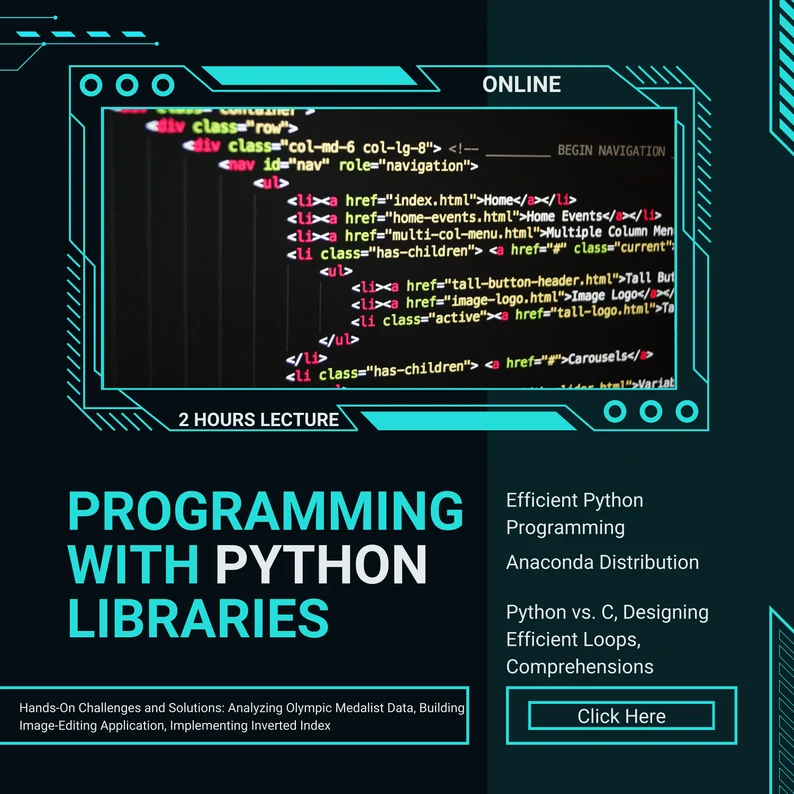 ONLINE
<div class="row">
<div class="col-md-6 col-lg-8"> <!-- BEGIN NAVIGATION
<nav id="nav" role="navigation">
<ul>
<li><a href="index.html">Home</a></li>
<li><a href="home-events.html">Home Events</a></li>
<li><a href="multi-col-menu.html">Multiple Column Men
<li class="has-children"> <a href="#" class="current"
<ul>
<li><a href="tall-button-header.html">Tall But
<li><a href="image-logo.html">Image Logo</a></
<li class="active"><a href="tall-logo.html">Ta
</ul>
</li>
<li class="has-children"> <a href="#">Carousels</a>
2 HOURS LECTURE
PROGRAMMING
WITH PYTHON
LIBRARIES
Hands-On Challenges and Solutions: Analyzing Olympic Medalist Data, Building
Image-Editing Application, Implementing Inverted Index
Efficient Python
Programming
Anaconda Distribution
Python vs. C, Designing
Efficient Loops,
Comprehensions
Click Here